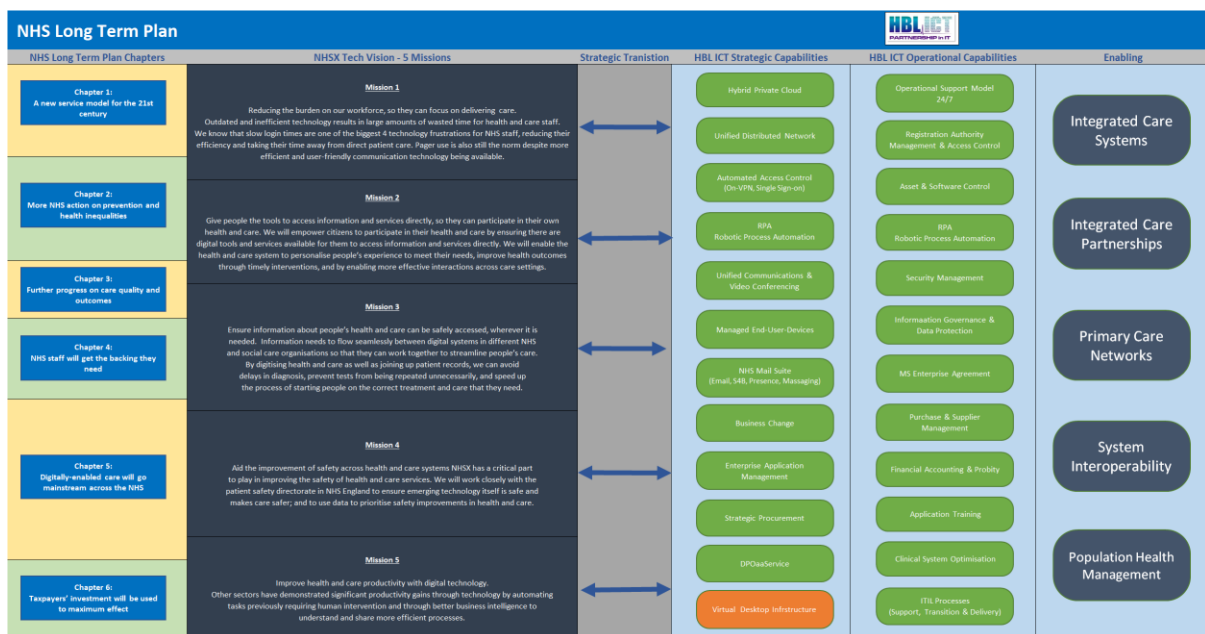 NHS Long Term Plan
HBL ICT
PARTNERSHIP in IT
NHS Long Term Plan Chapters
NHSX Tech Vision - 5 Missions
Strategic Tranistion
HBL ICT Strategic Capabilities
HBL ICT Operational Capabilities
Enabling
Chapter 1:
A new service model for the 21st
century
Chapter 2:
More NHS action on prevention and
health inequalities
Chapter 3:
Further progress on care quality and
outcomes
Chapter 4:
NHS staff will get the backing they
need
Chapter 5:
Digitally-enabled care will go
mainstream across the NHS
Chapter 6:
Taxpayers' investment will be used
to maximum effect
Mission 1
Reducing the burden on our workforce, so they can focus on delivering care.
Outdated and inefficient technology results in large amounts of wasted time for health and care staff.
We know that slow login times are one of the biggest 4 technology frustrations for NHS staff, reducing their
efficiency and taking their time away from direct patient care. Pager use is also still the norm despite more
efficient and user-friendly communication technology being available.
Mission 2
Give people the tools to access information and services directly, so they can participate in their own
health and care. We will empower citizens to participate in their health and care by ensuring there are
digital tools and services available for them to access information and services directly. We will enable the
health and care system to personalise people's experience to meet their needs, improve health outcomes
through timely interventions, and by enabling more effective interactions across care settings.
Mission 3
Ensure information about people's health and care can be safely accessed, wherever it is
needed. Information needs to flow seamlessly between digital systems in different NHS
and social care organisations so that they can work together to streamline people's care.
By digitising health and care as well as joining up patient records, we can avoid
delays in diagnosis, prevent tests from being repeated unnecessarily, and speed up
the process of starting people on the correct treatment and care that they need.
Mission 4
Aid the improvement of safety across health and care systems NHSX has a critical part
to play in improving the safety of health and care services. We will work closely with the
patient safety directorate in NHS England to ensure emerging technology itself is safe and
makes care safer; and to use data to prioritise safety improvements in health and care.
Mission 5
Improve health and care productivity with digital technology.
Other sectors have demonstrated significant productivity gains through technology by automating
tasks previously requiring human intervention and through better business intelligence to
understand and share more efficient processes.
Hybrid Private Cloud
Unified Distributed Network
Automated Access Control
(On-VPN, Single Sign-on)
RPA
Robotic Process Automation
Unified Communications &
Video Conferencing
Managed End-User-Devices
NHS Mail Suite
(Email, S4B, Presence, Massaging)
Business Change
Enterprise Application
Management
Strategic Procurement
DPOaaService
Virtual Desktop Infrstructure
Operational Support Model
24/7
Registration Authority
Management & Access Control
Asset & Software Control
RPA
Robotic Process Automation
Security Management
Informaation Governance &
Data Protection
MS Enterprise Agreement
Purchase & Supplier
Management
Financial Accounting & Probity
Application Training
Clinical System Optimisation
ITIL Processes
(Support, Transition & Delivery)
Integrated Care
Systems
Integrated Care
Partnerships
Primary Care
Networks
System
Interoperability
Population Health
Management